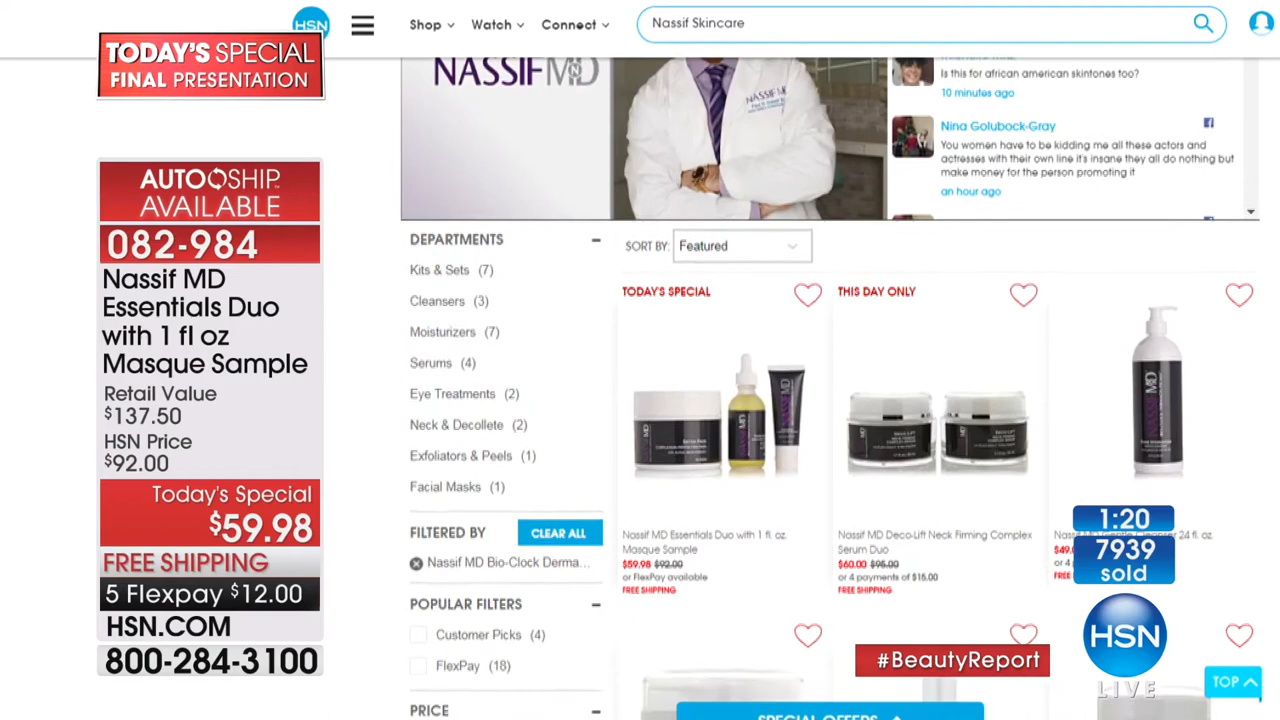 HSN
Shop
Watch
Connect
Nassif Skincare
TODAY'S SPECIAL
FINAL PRESENTATION
AUTOSHIP
AVAILABLE
082-984
Nassif MD
Essentials Duo
with 1 fl oz
Masque Sample
Retail Value
$137.50
HSN Price
$92.00
Today's Special
$59.98
FREE SHIPPING
5 Flexpay $12.00
HSN.COM
800-284-3100
NASSIFMD
NASSIF MD
Is this for african american skintones too?
10 minutes ago
Nina Golubock-Gray
You women have to be kidding me all these actors and
actresses with their own line it's insane they all do nothing but
make money for the person promoting it
an hour ago
DEPARTMENTS
Kits & Sets (7)
Cleansers (3)
Moisturizers (7)
Serums (4)
Eye Treatments (2)
Neck & Decollete (2)
Exfoliators & Peels (1)
Facial Masks (1)
FILTERED BY
CLEAR ALL
Nassif MD Bio-Clock Derma...
POPULAR FILTERS
Customer Picks (4)
FlexPay (18)
PRICE
SORT BY: Featured
TODAY'S SPECIAL
Nassif MD Essentials Duo with 1 fl. oz.
Masque Sample
$59.98 $92.00
or FlexPay available
FREE SHIPPING
THIS DAY ONLY
Nassif MD Deco-Lift Neck Firming Complex
Serum Duo
$60.00 $95.00
or 4 payments of $15.00
FREE SHIPPING
24 fl. oz.
1:20
7939
sold
HSN
LIVE
#BeautyReport
TOP
SPECIAL OFFERS